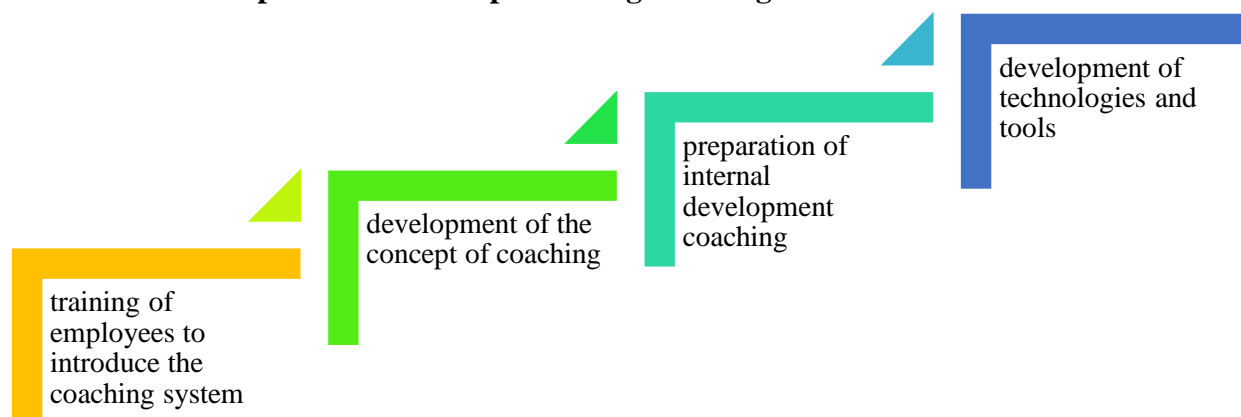 training of
employees to
introduce the
coaching system
development of the
concept of coaching
preparation of
internal
development
coaching
development of
technologies and
tools